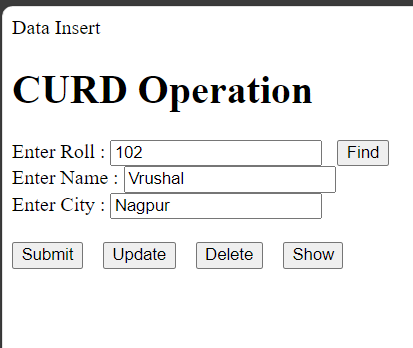 Data Insert
CURD Operation
Enter Roll : 102 Find
Enter Name : Vrushal
Enter City : Nagpur
Submit Update Delete Show